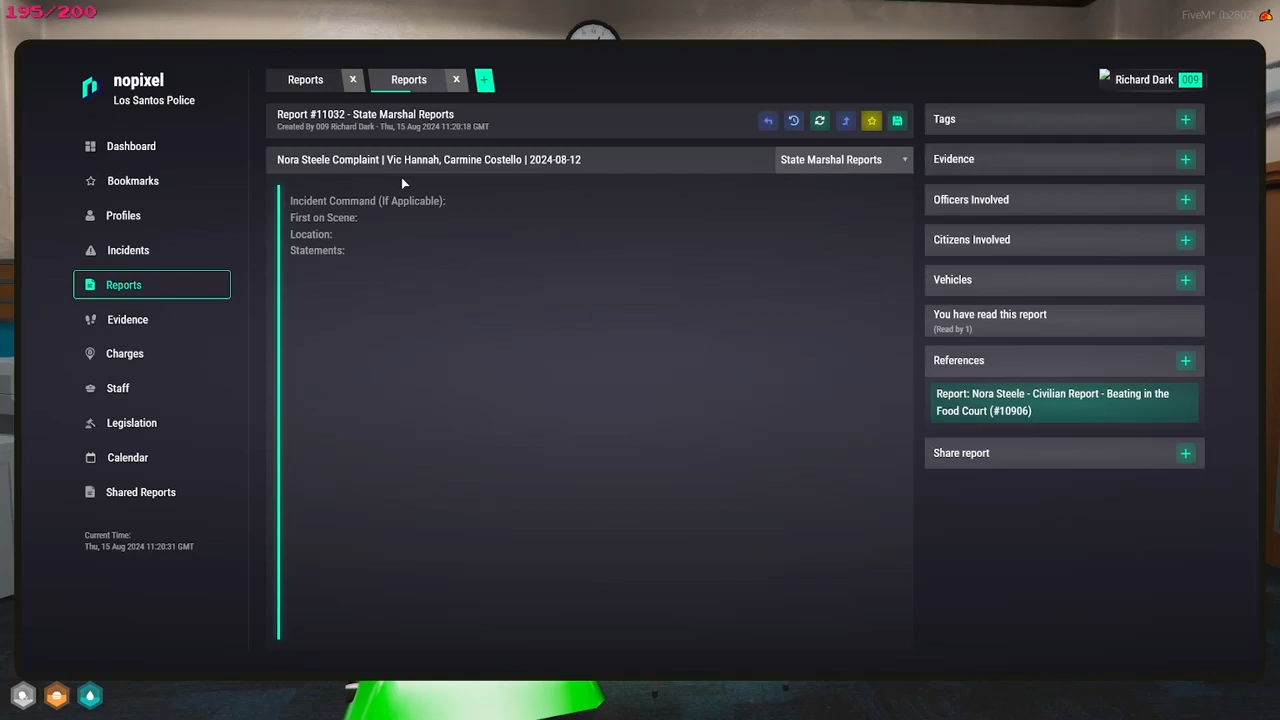 195/200
FiveM* (b2802)
nopixel
Los Santos Police
Reports x
Reports x
+
Richard Dark 009
Dashboard
Bookmarks
Profiles
Incidents
Reports
Evidence
Charges
Staff
Legislation
Calendar
Shared Reports
Current Time:
Thu, 15 Aug 2024 11:20:31 GMT
Report #11032 - State Marshal Reports
Created By 009 Richard Dark - Thu, 15 Aug 2024 11:20:18 GMT
Nora Steele Complaint | Vic Hannah, Carmine Costello | 2024-08-12
State Marshal Reports
Incident Command (If Applicable):
First on Scene:
Location:
Statements:
Tags +
Evidence +
Officers Involved +
Citizens Involved +
Vehicles +
You have read this report
(Read by 1)
References +
Report: Nora Steele - Civilian Report - Beating in the
Food Court (#10906)
Share report +